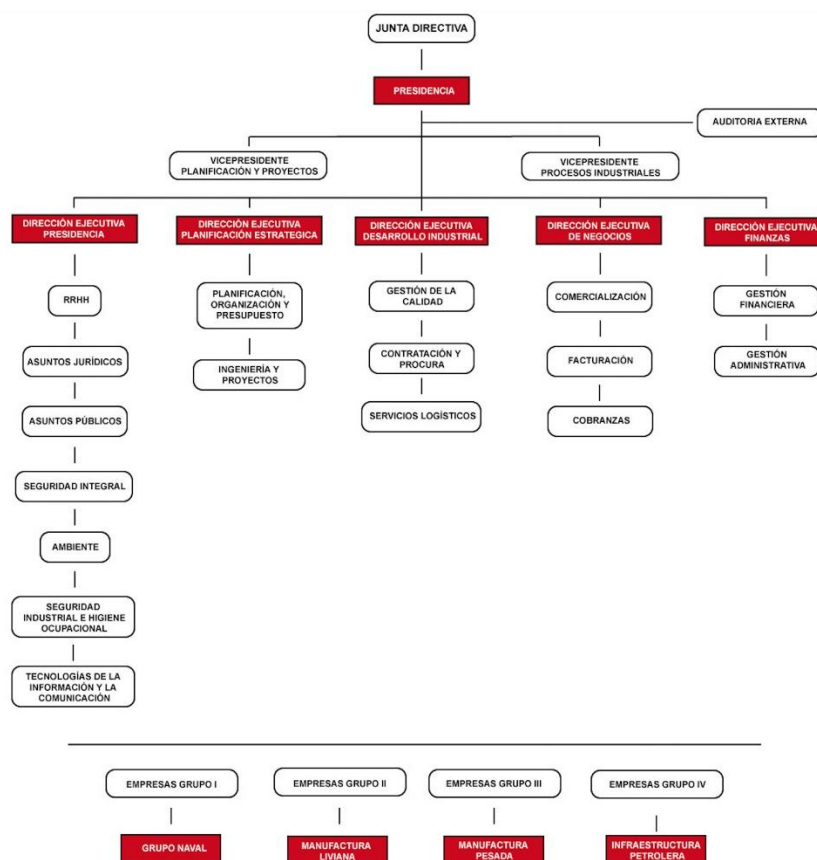 JUNTA DIRECTIVA
PRESIDENCIA
AUDITORIA EXTERNA
VICEPRESIDENTE
PLANIFICACIÓN Y PROYECTOS
VICEPRESIDENTE
PROCESOS INDUSTRIALES
DIRECCIÓN EJECUTIVA
PRESIDENCIA
DIRECCIÓN EJECUTIVA
PLANIFICACIÓN ESTRATEGICA
DIRECCIÓN EJECUTIVA
DESARROLLO INDUSTRIAL
DIRECCIÓN EJECUTIVA
DE NEGOCIOS
DIRECCIÓN EJECUTIVA
FINANZAS
RRHH
ASUNTOS JURÍDICOS
ASUNTOS PÚBLICOS
SEGURIDAD INTEGRAL
AMBIENTE
SEGURIDAD
INDUSTRIAL E HIGIENE
OCUPACIONAL
TECNOLOGÍAS DE LA
INFORMACIÓN Y LA
COMUNICACIÓN
PLANIFICACIÓN,
ORGANIZACIÓN Y
PRESUPUESTO
INGENIERÍA Y
PROYECTOS
GESTIÓN DE LA
CALIDAD
CONTRATACIÓN Y
PROCURA
SERVICIOS LOGÍSTICOS
COMERCIALIZACIÓN
FACTURACIÓN
COBRANZAS
GESTIÓN
FINANCIERA
GESTIÓN
ADMINISTRATIVA
EMPRESAS GRUPO I
EMPRESAS GRUPO II
EMPRESAS GRUPO III
EMPRESAS GRUPO IV
GRUPO NAVAL
MANUFACTURA
LIVIANA
MANUFACTURA
PESADA
INFRAESTRUCTURA
PETROLERA